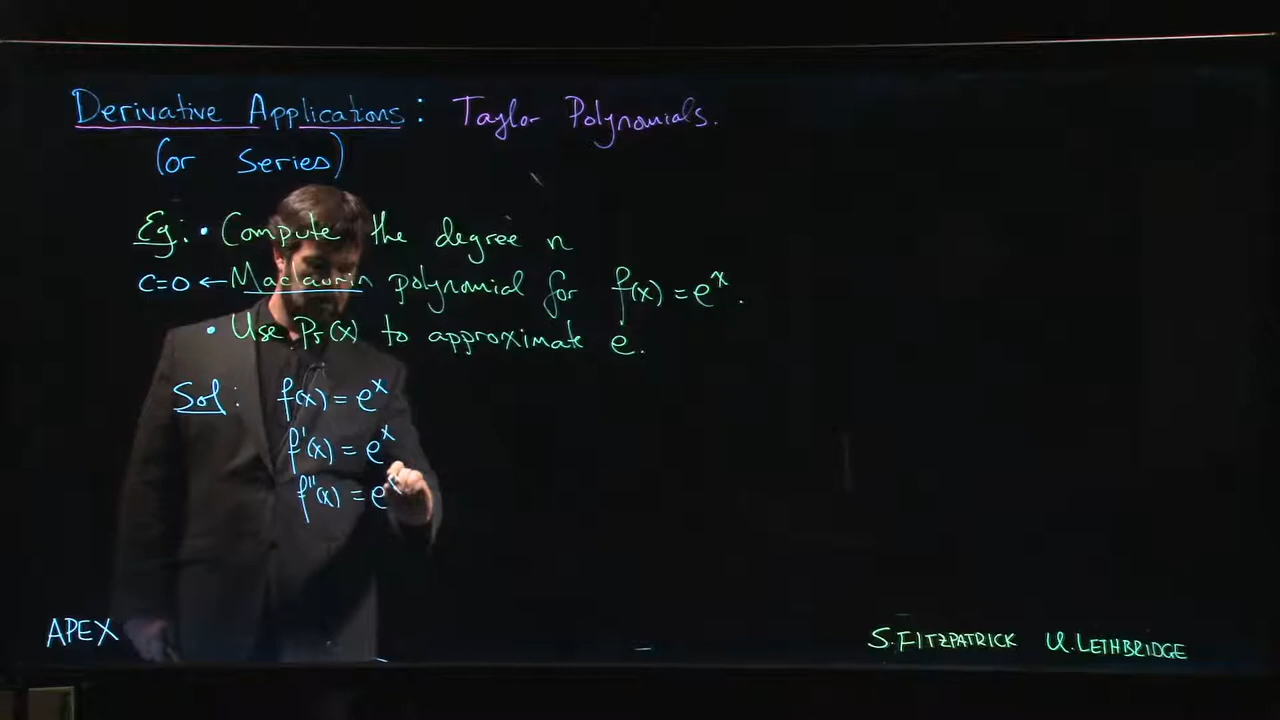 Derivative Applications: Taylor Polynomials.
(or Series)
Eg: • Compute the degree n
c=0 ← Maclaurin polynomial for f(x) = e^x.
• Use P₅(x) to approximate e.
Sol: f(x) = e^x
f'(x) = e^x
f''(x) = e^x
APEX
S. FITZPATRICK U. LETHBRIDGE